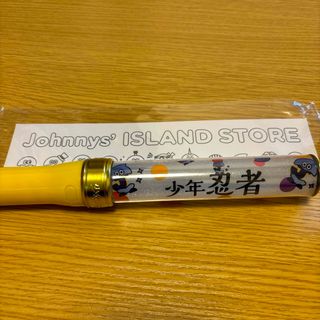 Johnnys' ISLAND STORE
少年忍者